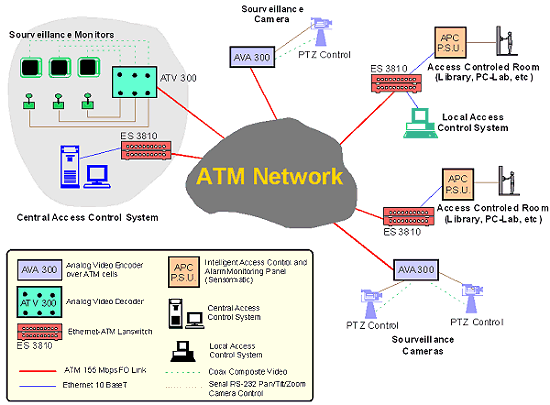 Sourveillance Monitors
ATV 300
ES 3810
Central Access Control System
Sourveillance
Camera
AVA 300
PTZ Control
APC
P.S.U.
ES 3810
Access Controled Room
(Library, PC-Lab, etc)
Local Access
Control System
ATM Network
APC
P.S.U.
ES 3810
Access Controled Room
(Library, PC-Lab, etc)
AVA 300
PTZ Control
PTZ Control
Sourveillance
Cameras
AVA 300
Analog Video Encoder
over ATM cells
ATV 300
Analog Video Decoder
ES 3810
Ethernet-ATM Lanswitch
APC
P.S.U.
Intelligent Access Control and
Alarm Monitoring Panel
(Sensormatic)
Central Access
Control System
Local Access
Control System
ATM 155 Mbps FO Link
Ethernet 10 BaseT
Coax Composite Video
Serial RS-232 Pan/Tilt/Zoom
Camera Control